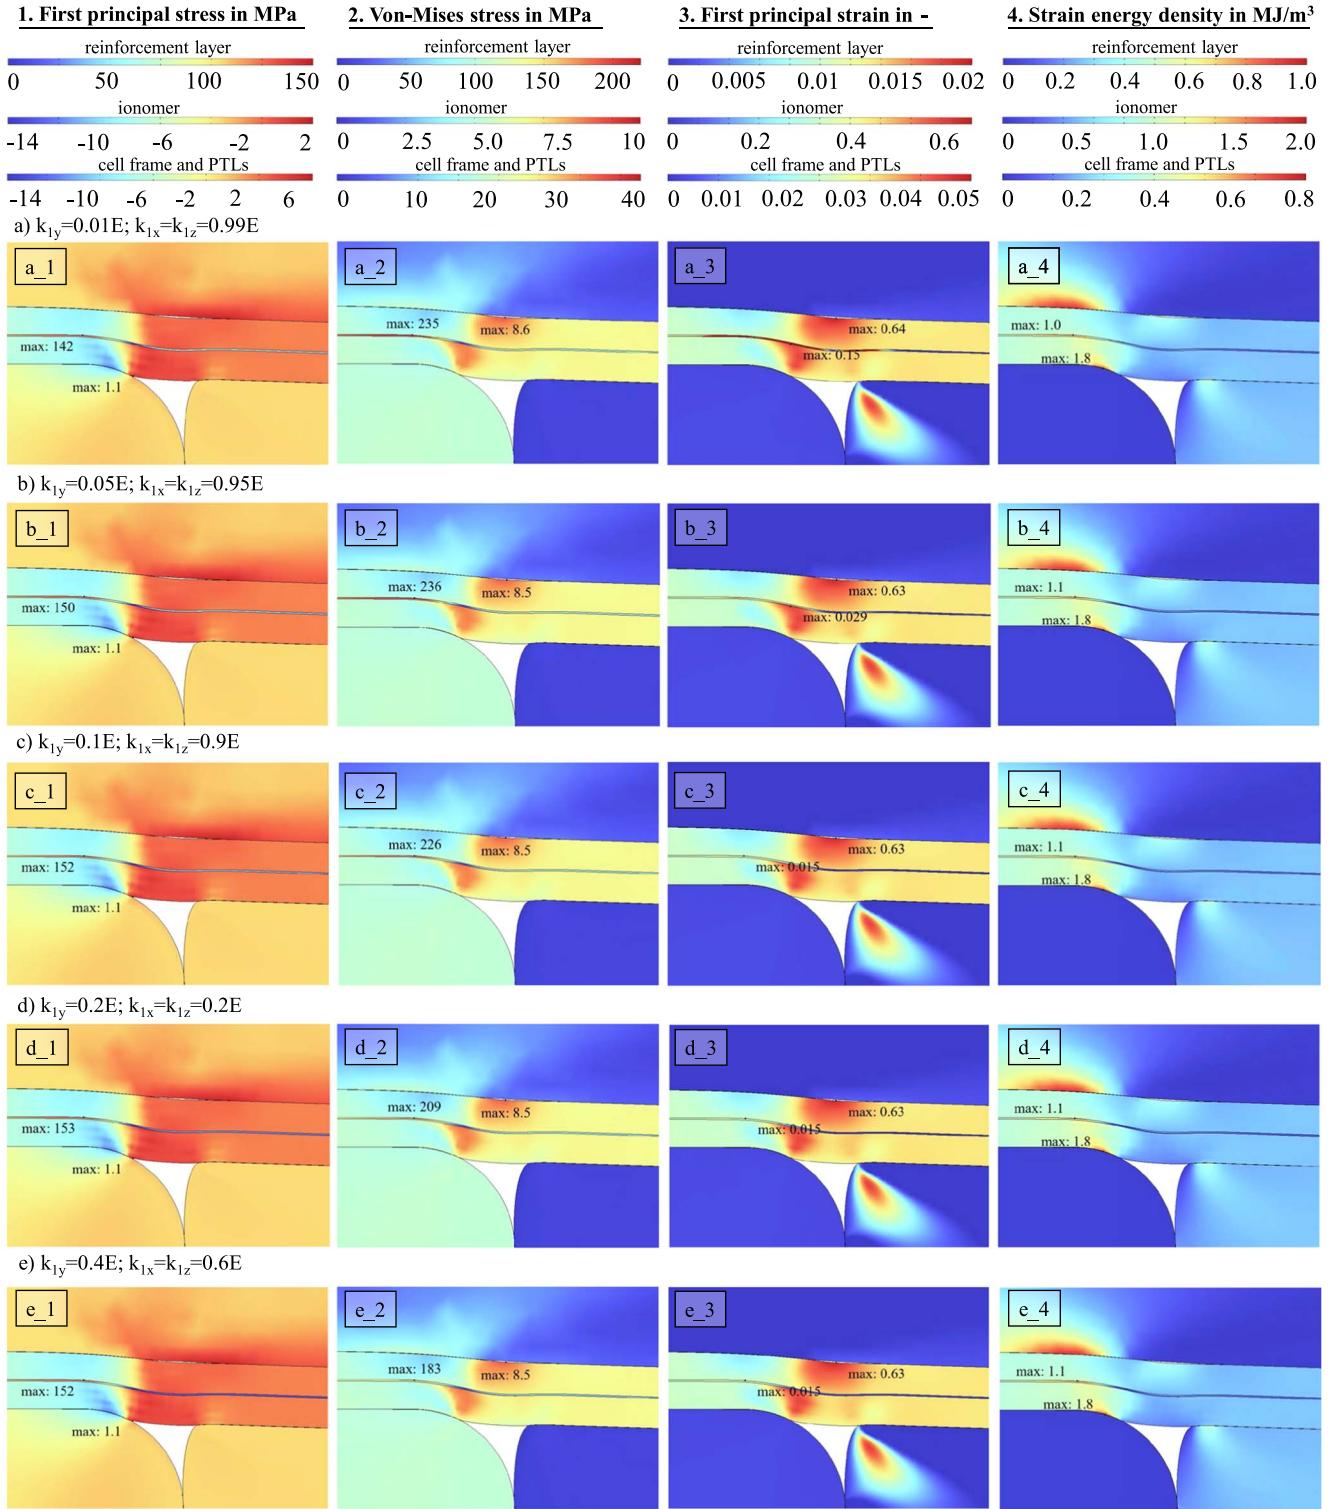 1. First principal stress in MPa 2. Von-Mises stress in MPa 3. First principal strain in - 4. Strain energy density in MJ/m³
reinforcement layer reinforcement layer reinforcement layer reinforcement layer
0 50 100 150 0 50 100 150 200 0 0.005 0.01 0.015 0.02 0 0.2 0.4 0.6 0.8 1.0
ionomer ionomer ionomer ionomer
-14 -10 -6 -2 2 0 2.5 5.0 7.5 10 0 0.2 0.4 0.6 0 0.5 1.0 1.5 2.0
cell frame and PTLs cell frame and PTLs cell frame and PTLs cell frame and PTLs
-14 -10 -6 -2 2 6 0 10 20 30 40 0 0.01 0.02 0.03 0.04 0.05 0 0.2 0.4 0.6 0.8
a) k1y=0.01E; k1x=k1z=0.99E
a_1 a_2 a_3 a_4
max: 235 max: 8.6 max: 0.64 max: 1.0
max: 142 max: 0.15 max: 1.8
max: 1.1
b) k1y=0.05E; k1x=k1z=0.95E
b_1 b_2 b_3 b_4
max: 236 max: 8.5 max: 0.63 max: 1.1
max: 150 max: 0.029 max: 1.8
max: 1.1
c) k1y=0.1E; k1x=k1z=0.9E
c_1 c_2 c_3 c_4
max: 226 max: 8.5 max: 0.63 max: 1.1
max: 152 max: 0.015 max: 1.8
max: 1.1
d) k1y=0.2E; k1x=k1z=0.2E
d_1 d_2 d_3 d_4
max: 209 max: 8.5 max: 0.63 max: 1.1
max: 153 max: 0.015 max: 1.8
max: 1.1
e) k1y=0.4E; k1x=k1z=0.6E
e_1 e_2 e_3 e_4
max: 183 max: 8.5 max: 0.63 max: 1.1
max: 152 max: 0.015 max: 1.8
max: 1.1